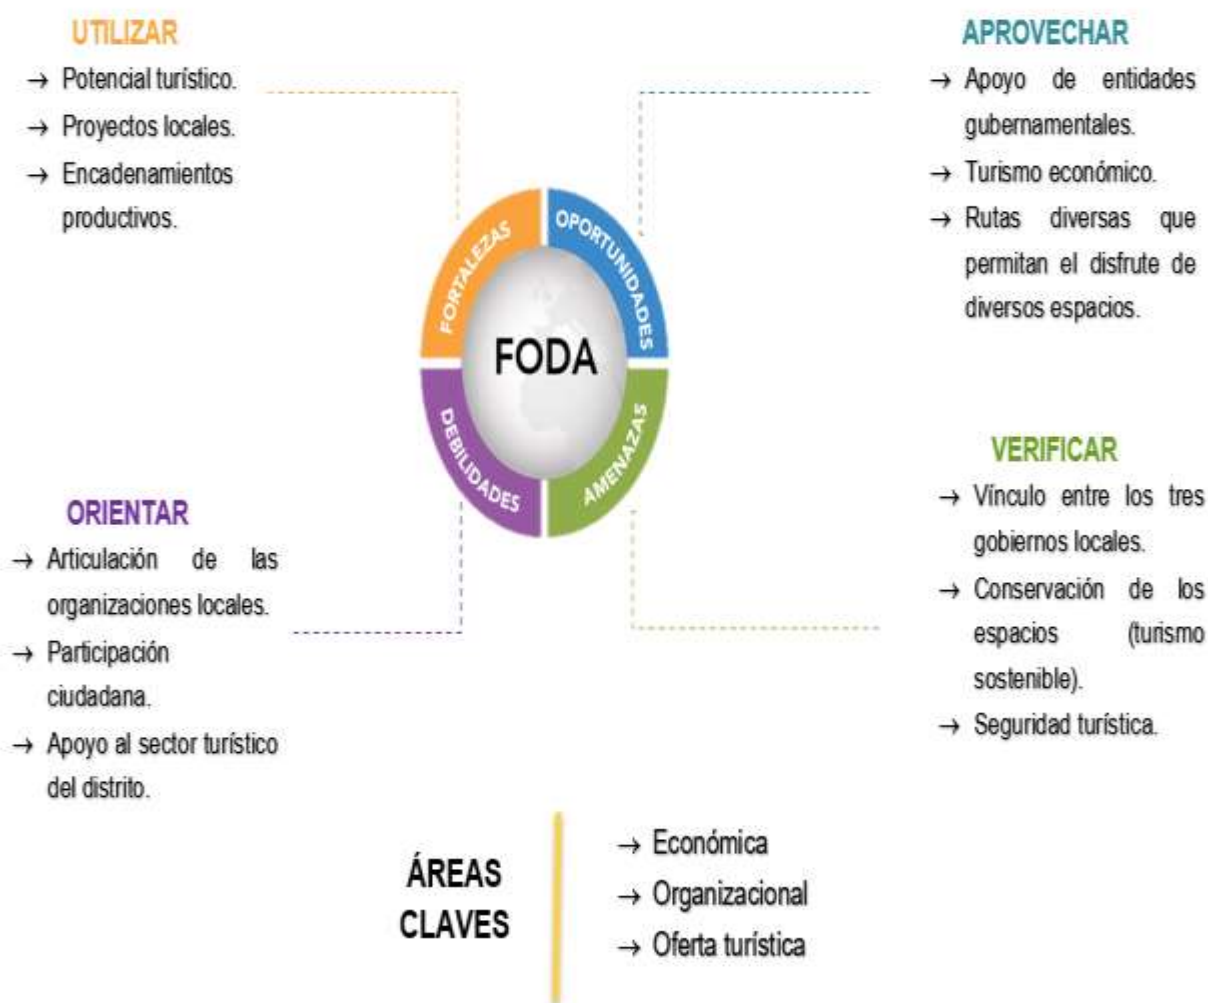 UTILIZAR
→ Potencial turístico.
→ Proyectos locales.
→ Encadenamientos
productivos.
APROVECHAR
→ Apoyo de entidades
gubernamentales.
→ Turismo económico.
→ Rutas diversas que
permitan el disfrute de
diversos espacios.
FORTALEZAS
OPORTUNIDADES
FODA
DEBILIDADES
AMENAZAS
ORIENTAR
→ Articulación de las
organizaciones locales.
→ Participación
ciudadana.
→ Apoyo al sector turístico
del distrito.
VERIFICAR
→ Vínculo entre los tres
gobiernos locales.
→ Conservación de los
espacios (turismo
sostenible).
→ Seguridad turística.
ÁREAS
CLAVES
→ Económica
→ Organizacional
→ Oferta turística